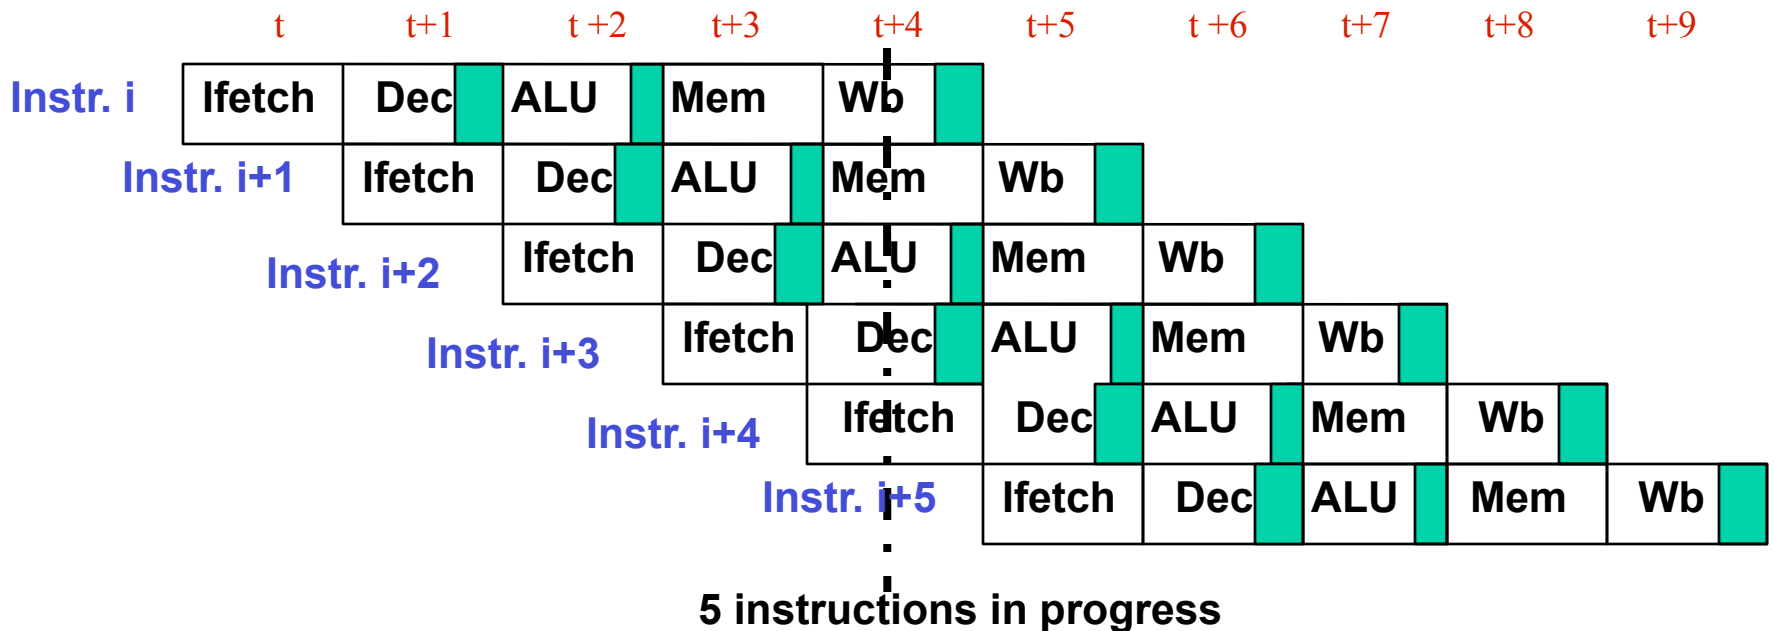 t t+1 t +2 t+3 t+4 t+5 t +6 t+7 t+8 t+9
Instr. i Ifetch Dec ALU Mem Wb
Instr. i+1 Ifetch Dec ALU Mem Wb
Instr. i+2 Ifetch Dec ALU Mem Wb
Instr. i+3 Ifetch Dec ALU Mem Wb
Instr. i+4 Ifetch Dec ALU Mem Wb
Instr. i+5 Ifetch Dec ALU Mem Wb
5 instructions in progress